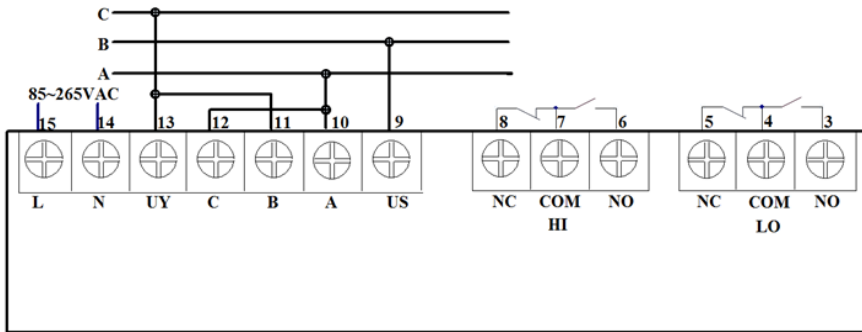 C
B
A
85~265VAC
15 14 13 12 11 10 9 8 7 6 5 4 3
L N UY C B A US NC COM NO NC COM NO
HI LO